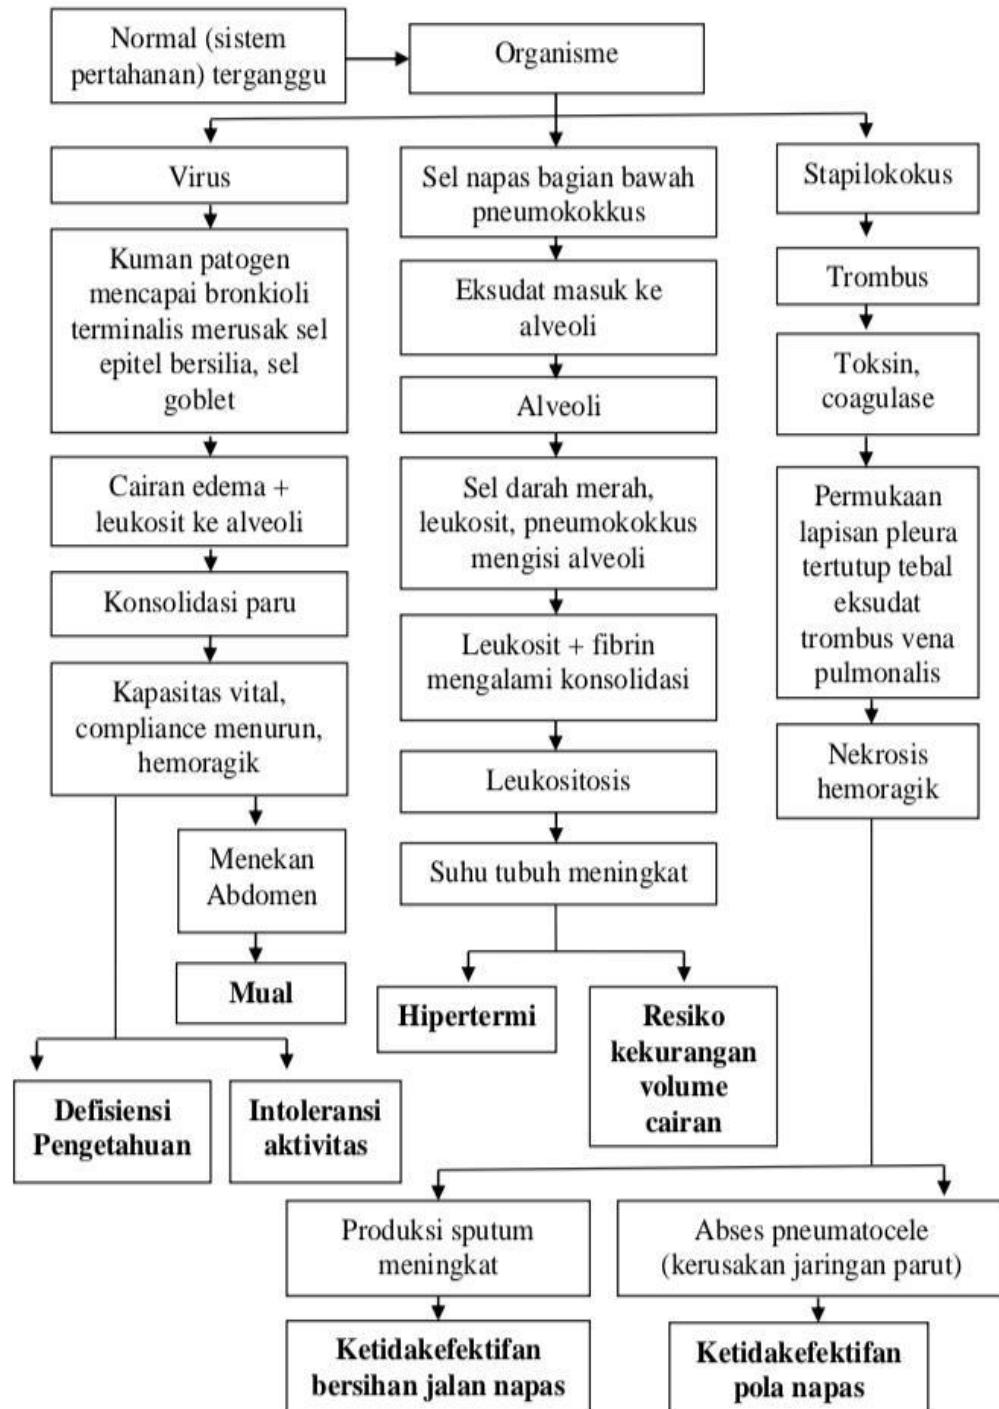 Normal (sistem
pertahanan) terganggu
Organisme
Virus
Sel napas bagian bawah
pneumokokkus
Stapilokokus
Kuman patogen
mencapai bronkioli
terminalis merusak sel
epitel bersilia, sel
goblet
Eksudat masuk ke
alveoli
Trombus
Alveoli
Toksin,
coagulase
Cairan edema +
leukosit ke alveoli
Sel darah merah,
leukosit, pneumokokkus
mengisi alveoli
Permukaan
lapisan pleura
tertutup tebal
eksudat
trombus vena
pulmonalis
Konsolidasi paru
Leukosit + fibrin
mengalami konsolidasi
Kapasitas vital,
compliance menurun,
hemoragik
Leukositosis
Nekrosis
hemoragik
Menekan
Abdomen
Suhu tubuh meningkat
Mual
Hipertermi
Resiko
kekurangan
volume
cairan
Defisiensi
Pengetahuan
Intoleransi
aktivitas
Produksi sputum
meningkat
Abses pneumatocele
(kerusakan jaringan parut)
Ketidakefektifan
bersihan jalan napas
Ketidakefektifan
pola napas